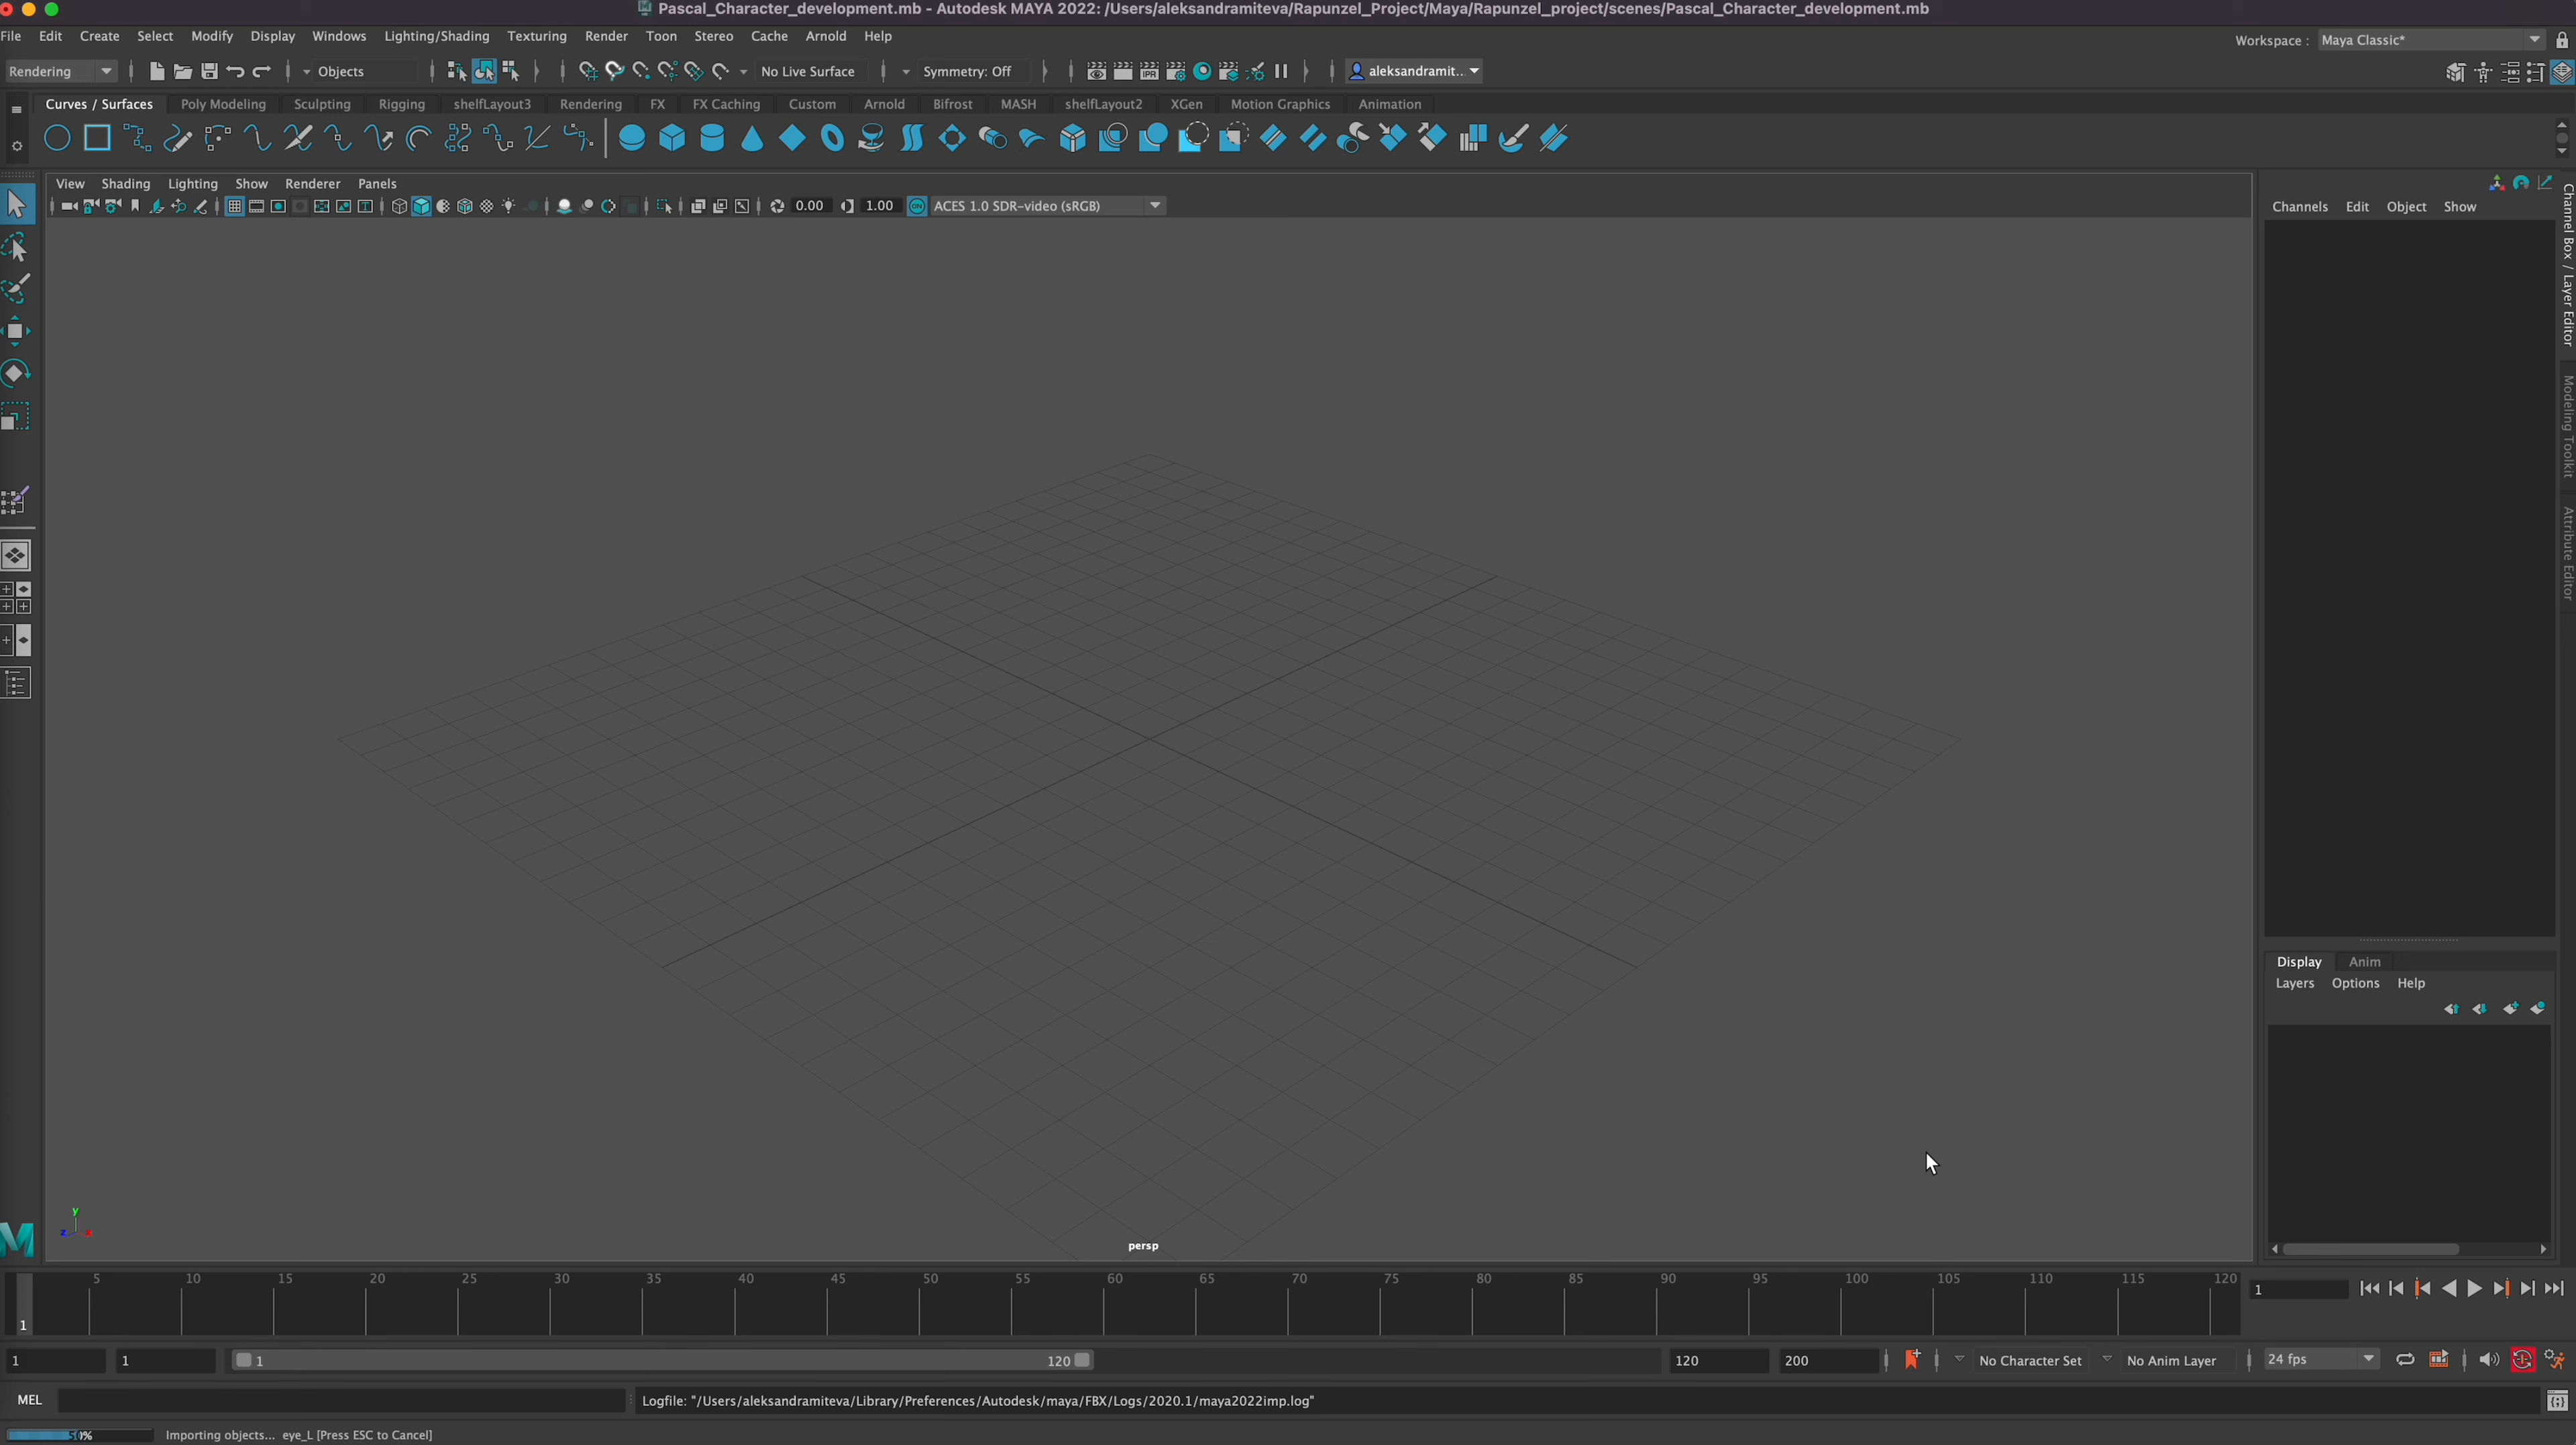 Pascal_Character_development.mb - Autodesk MAYA 2022: /Users/aleksandramiteva/Rapunzel_Project/Maya/Rapunzel_project/scenes/Pascal_Character_development.mb
File Edit Create Select Modify Display Windows Lighting/Shading Texturing Render Toon Stereo Cache Arnold Help
Workspace : Maya Classic*
Rendering Objects No Live Surface Symmetry: Off IPR aleksandramit...
Curves / Surfaces Poly Modeling Sculpting Rigging shelfLayout3 Rendering FX FX Caching Custom Arnold Bifrost MASH shelfLayout2 XGen Motion Graphics Animation
View Shading Lighting Show Renderer Panels
0.00 1.00 ON ACES 1.0 SDR-video (sRGB)
Channels Edit Object Show
Channel Box / Layer Editor
Modeling Toolkit
Attribute Editor
Display Anim
Layers Options Help
y
z x
persp
M
5 10 15 20 25 30 35 40 45 50 55 60 65 70 75 80 85 90 95 100 105 110 115 120
1
1
1 1 1 120 120 200 No Character Set No Anim Layer 24 fps
MEL Logfile: "/Users/aleksandramiteva/Library/Preferences/Autodesk/maya/FBX/Logs/2020.1/maya2022imp.log"
50% Importing objects... eye_L [Press ESC to Cancel]